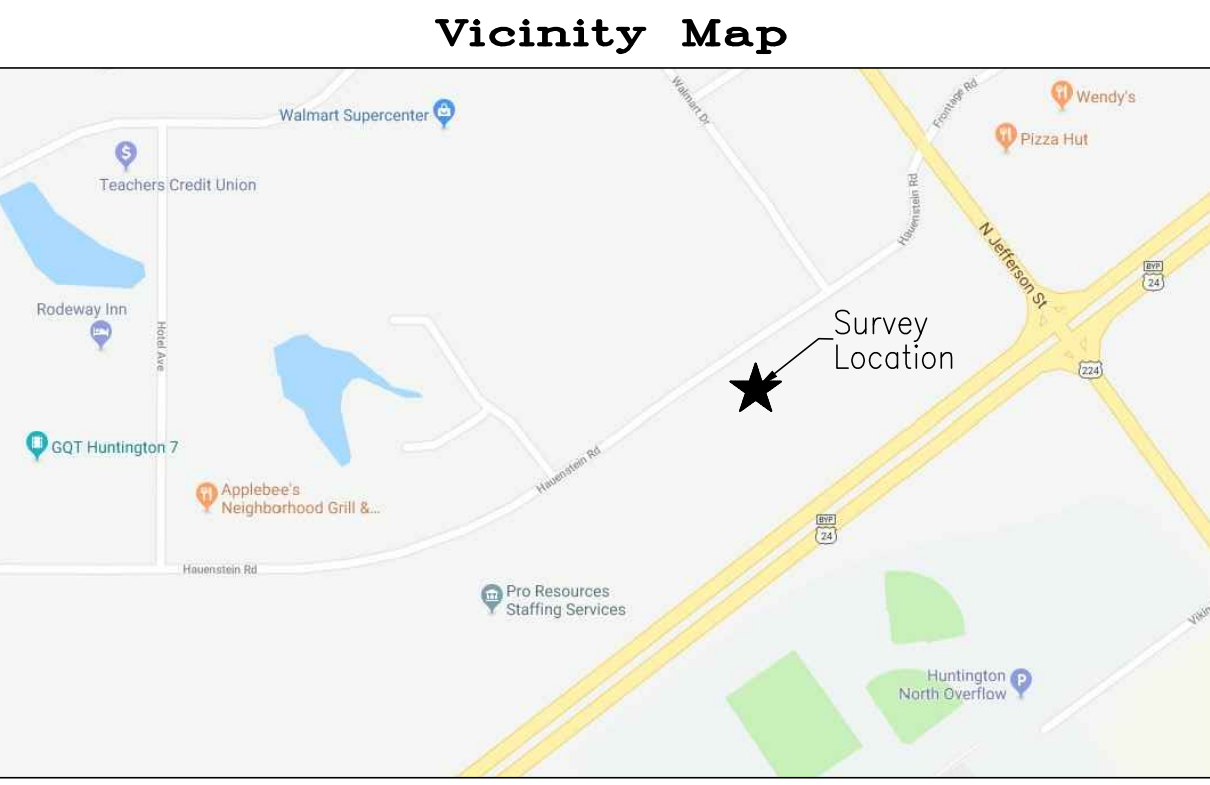 Vicinity Map
Walmart Supercenter
Walmart Dr
Frontage Rd
Wendy's
Pizza Hut
Teachers Credit Union
Hauenstein Rd
N Jefferson St
BYP
24
Rodeway Inn
Hotel Ave
Survey
Location
224
GQT Huntington 7
Hauenstein Rd
Applebee's
Neighborhood Grill &...
BYP
24
Hauenstein Rd
Pro Resources
Staffing Services
Huntington
North Overflow
P